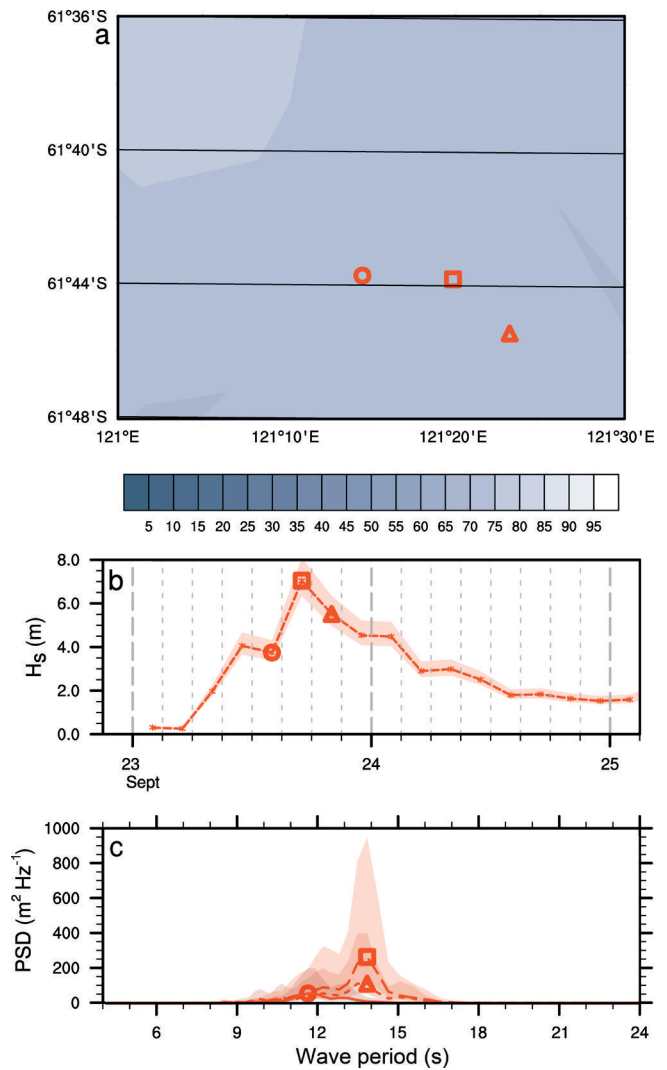 61°36'S
a
61°40'S
61°44'S
61°48'S
121°E 121°10'E 121°20'E 121°30'E
5 10 15 20 25 30 35 40 45 50 55 60 65 70 75 80 85 90 95
b
8.0
6.0
4.0
2.0
0.0
H_S (m)
23 24 25
Sept
c
1000
800
600
400
200
0
PSD (m² Hz⁻¹)
6 9 12 15 18 21 24
Wave period (s)